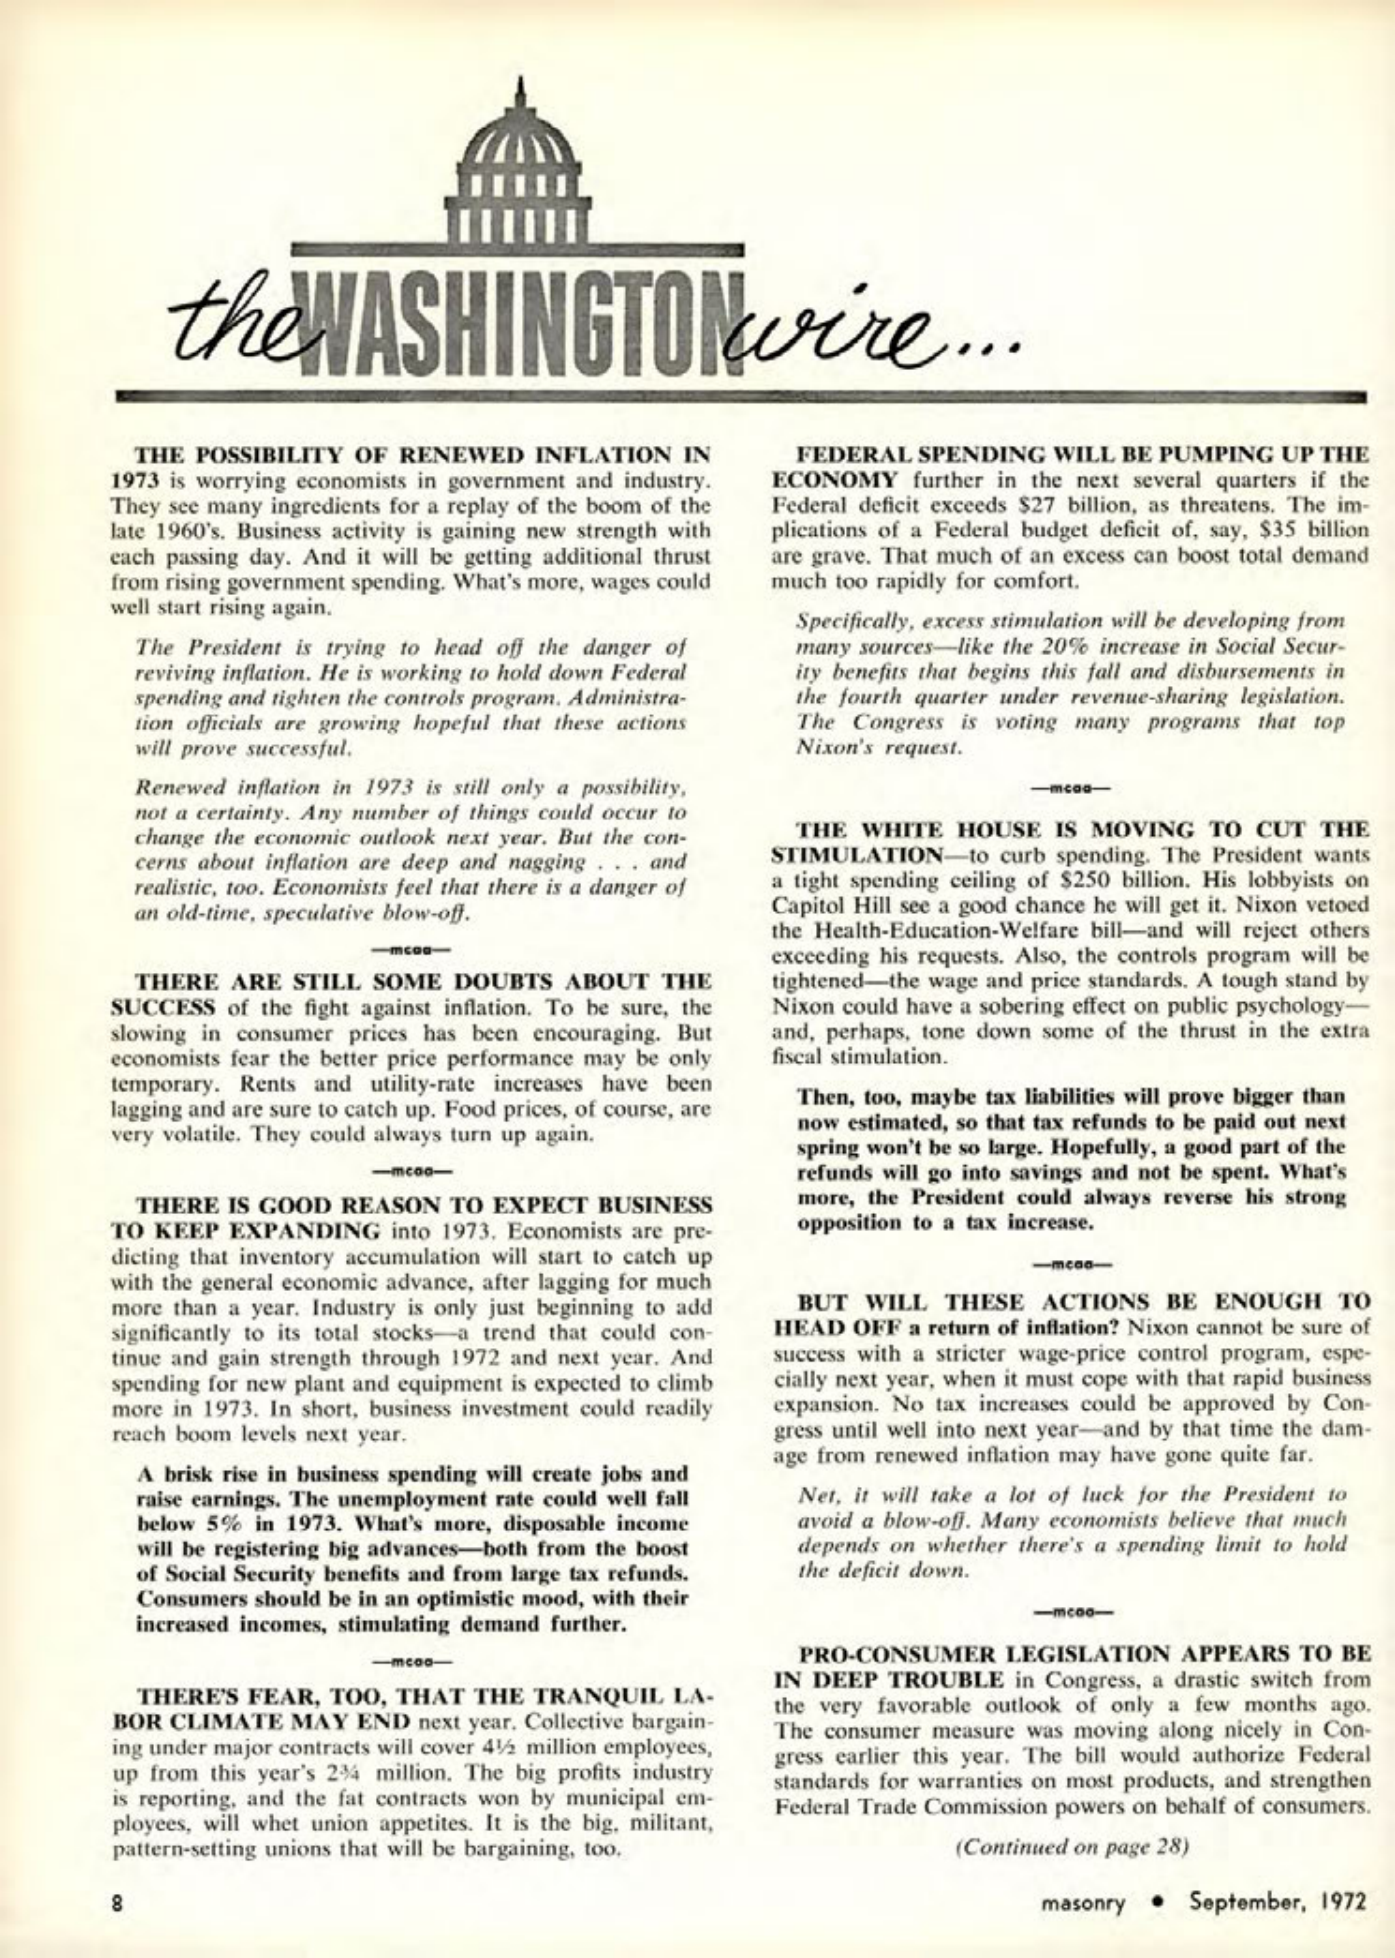 the WASHINGTON wire...
THE POSSIBILITY OF RENEWED INFLATION IN
1973 is worrying economists in government and industry.
They see many ingredients for a replay of the boom of the
late 1960's. Business activity is gaining new strength with
each passing day. And it will be getting additional thrust
from rising government spending. What's more, wages could
well start rising again.
The President is trying to head off the danger of
reviving inflation. He is working to hold down Federal
spending and tighten the controls program. Administra-
tion officials are growing hopeful that these actions
will prove successful.
Renewed inflation in 1973 is still only a possibility,
not a certainty. Any number of things could occur to
change the economic outlook next year. But the con-
cerns about inflation are deep and nagging . . . and
realistic, too. Economists feel that there is a danger of
an old-time, speculative blow-off.
—mcaa—
THERE ARE STILL SOME DOUBTS ABOUT THE
SUCCESS of the fight against inflation. To be sure, the
slowing in consumer prices has been encouraging. But
economists fear the better price performance may be only
temporary. Rents and utility-rate increases have been
lagging and are sure to catch up. Food prices, of course, are
very volatile. They could always turn up again.
—mcaa—
THERE IS GOOD REASON TO EXPECT BUSINESS
TO KEEP EXPANDING into 1973. Economists are pre-
dicting that inventory accumulation will start to catch up
with the general economic advance, after lagging for much
more than a year. Industry is only just beginning to add
significantly to its total stocks—a trend that could con-
tinue and gain strength through 1972 and next year. And
spending for new plant and equipment is expected to climb
more in 1973. In short, business investment could readily
reach boom levels next year.
A brisk rise in business spending will create jobs and
raise earnings. The unemployment rate could well fall
below 5% in 1973. What's more, disposable income
will be registering big advances—both from the boost
of Social Security benefits and from large tax refunds.
Consumers should be in an optimistic mood, with their
increased incomes, stimulating demand further.
—mcaa—
THERE'S FEAR, TOO, THAT THE TRANQUIL LA-
BOR CLIMATE MAY END next year. Collective bargain-
ing under major contracts will cover 4½ million employees,
up from this year's 2¾ million. The big profits industry
is reporting, and the fat contracts won by municipal em-
ployees, will whet union appetites. It is the big, militant,
pattern-setting unions that will be bargaining, too.
FEDERAL SPENDING WILL BE PUMPING UP THE
ECONOMY further in the next several quarters if the
Federal deficit exceeds $27 billion, as threatens. The im-
plications of a Federal budget deficit of, say, $35 billion
are grave. That much of an excess can boost total demand
much too rapidly for comfort.
Specifically, excess stimulation will be developing from
many sources—like the 20% increase in Social Secur-
ity benefits that begins this fall and disbursements in
the fourth quarter under revenue-sharing legislation.
The Congress is voting many programs that top
Nixon's request.
—mcaa—
THE WHITE HOUSE IS MOVING TO CUT THE
STIMULATION—to curb spending. The President wants
a tight spending ceiling of $250 billion. His lobbyists on
Capitol Hill see a good chance he will get it. Nixon vetoed
the Health-Education-Welfare bill—and will reject others
exceeding his requests. Also, the controls program will be
tightened—the wage and price standards. A tough stand by
Nixon could have a sobering effect on public psychology—
and, perhaps, tone down some of the thrust in the extra
fiscal stimulation.
Then, too, maybe tax liabilities will prove bigger than
now estimated, so that tax refunds to be paid out next
spring won't be so large. Hopefully, a good part of the
refunds will go into savings and not be spent. What's
more, the President could always reverse his strong
opposition to a tax increase.
—mcaa—
BUT WILL THESE ACTIONS BE ENOUGH TO
HEAD OFF a return of inflation? Nixon cannot be sure of
success with a stricter wage-price control program, espe-
cially next year, when it must cope with that rapid business
expansion. No tax increases could be approved by Con-
gress until well into next year—and by that time the dam-
age from renewed inflation may have gone quite far.
Net, it will take a lot of luck for the President to
avoid a blow-off. Many economists believe that much
depends on whether there's a spending limit to hold
the deficit down.
—mcaa—
PRO-CONSUMER LEGISLATION APPEARS TO BE
IN DEEP TROUBLE in Congress, a drastic switch from
the very favorable outlook of only a few months ago.
The consumer measure was moving along nicely in Con-
gress earlier this year. The bill would authorize Federal
standards for warranties on most products, and strengthen
Federal Trade Commission powers on behalf of consumers.
(Continued on page 28)
8
masonry • September, 1972